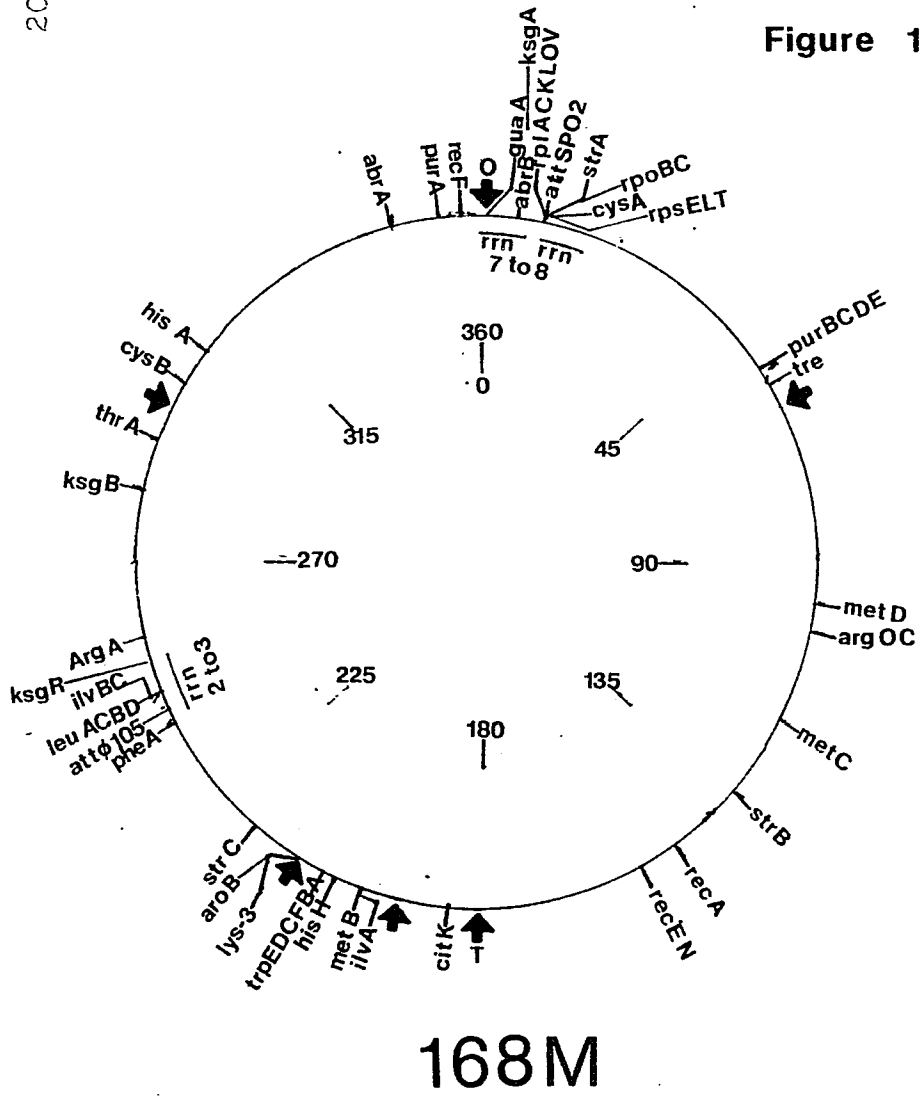 20
Figure 1
O
guaA
ksgA
abrB
rplACKLOV
attSPO2
strA
rpoBC
cysA
rpsELT
rrn
rrn
7 to 8
purBCDE
tre
metD
argOC
metC
strB
recA
recEN
T
citK
ilvA
metB
hisH
trpEDCFBA
lys-3
aroB
strC
pheA
attφ105
leuACBD
ilvBC
ksgR
ArgA
rrn
2 to 3
ksgB
thrA
cysB
hisA
abrA
purA
recF
360
0
45
90
135
180
225
270
315
168M